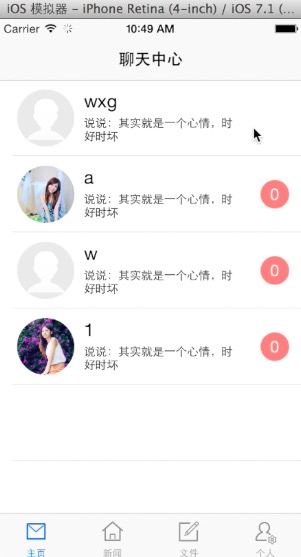 iOS 模拟器 - iPhone Retina (4-inch) / iOS 7.1 (...
Carrier 10:49 AM
聊天中心
wxg
说说：其实就是一个心情，时
好时坏
a
说说：其实就是一个心情，时
好时坏
0
w
说说：其实就是一个心情，时
好时坏
0
1
说说：其实就是一个心情，时
好时坏
0
主页 新闻 文件 个人